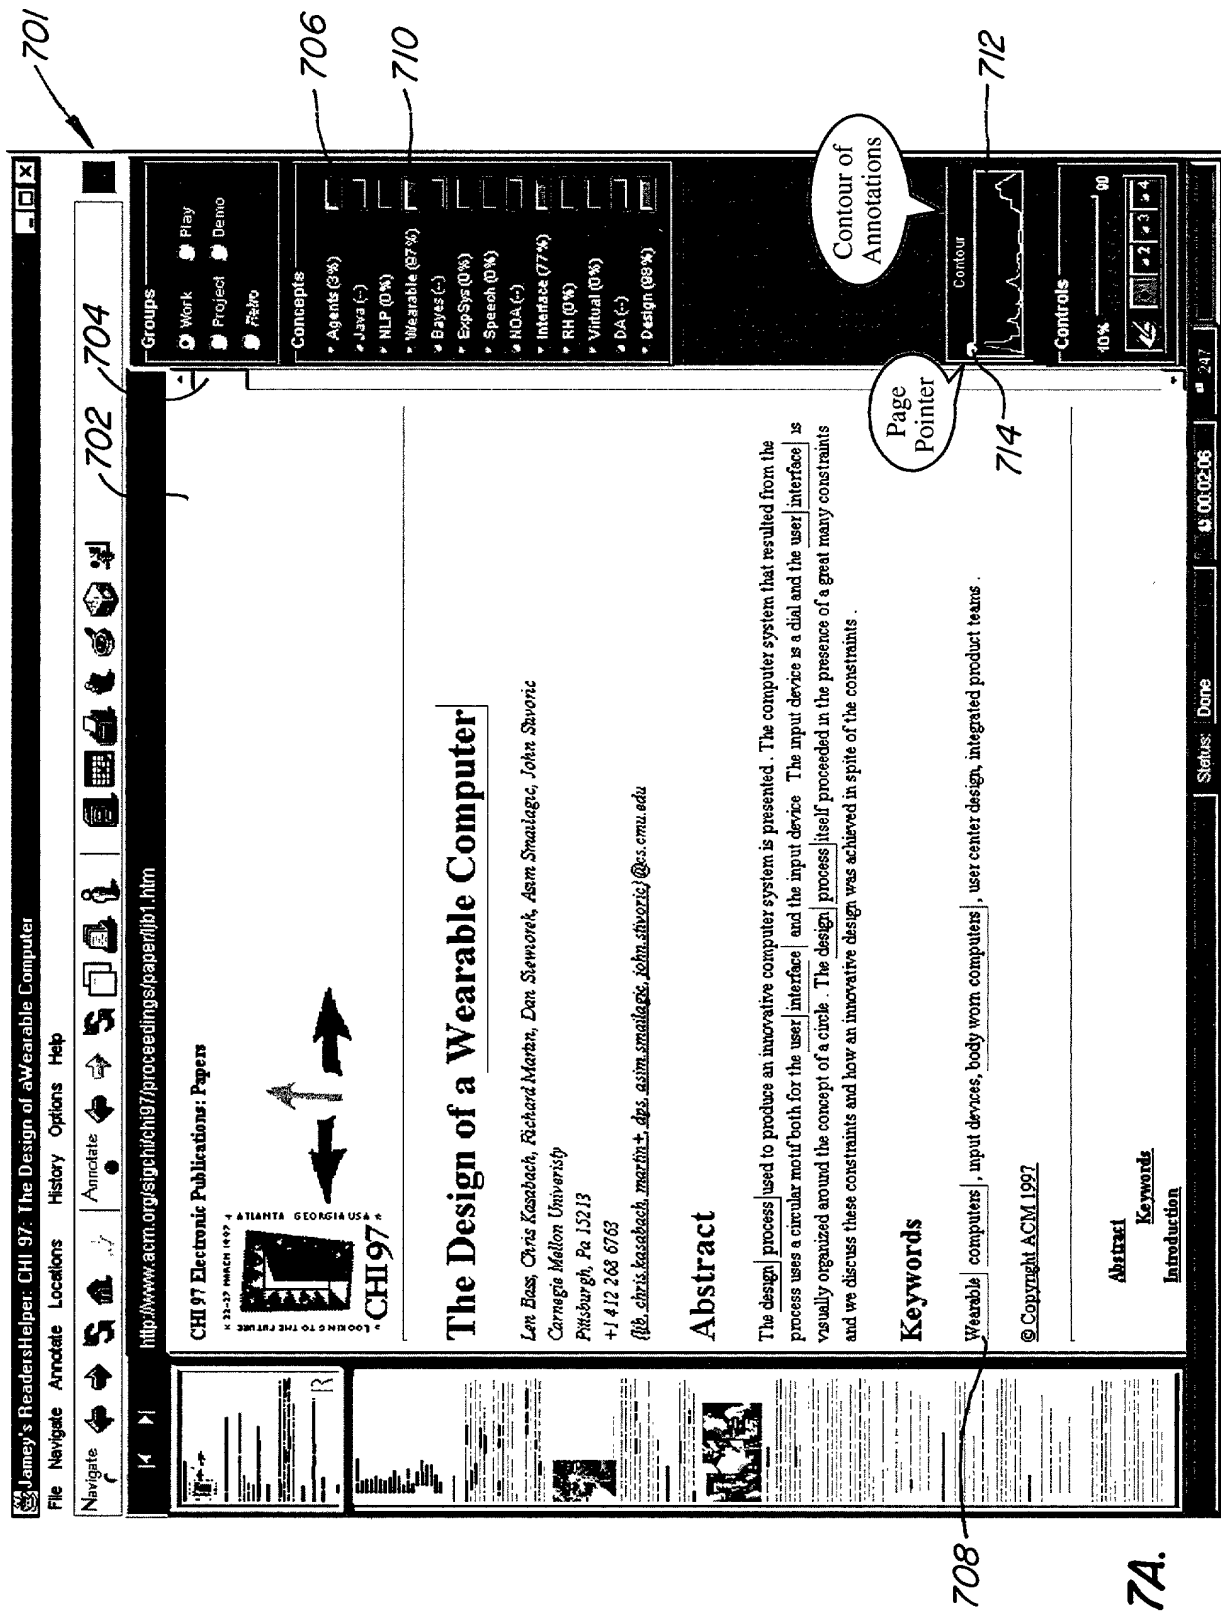 Jamey's ReadersHelper: CHI 97: The Design of aWearable Computer
File Navigate Annotate Locations History Options Help
Navigate
Annotate
http://www.acm.org/sigchi/chi97/proceedings/paper/ljb1.htm
701
702
704
706
710
CHI 97 Electronic Publications: Papers
LOOKING TO THE FUTURE
22-27 MARCH 1997
ATLANTA GEORGIA USA
CHI 97
The Design of a Wearable Computer
Len Bass, Chris Kasabach, Richard Martin, Dan Siewiorek, Asim Smailagic, John Stivoric
Carnegie Mellon Univeristy
Pittsburgh, Pa 15213
+1 412 268 6763
{ljb, chris.kasabach, martin+, dps, asim.smailagic, john.stivoric}@cs.cmu.edu
Abstract
The design process used to produce an innovative computer system is presented . The computer system that resulted from the
process uses a circular motif both for the user interface and the input device The input device is a dial and the user interface is
visually organized around the concept of a circle . The design process itself proceeded in the presence of a great many constraints
and we discuss these constraints and how an innovative design was achieved in spite of the constraints .
Keywords
Wearable computers , input devices, body worn computers , user center design, integrated product teams .
© Copyright ACM 1997
Abstract
Keywords
Introduction
Groups
Work Play
Project Demo
Retro
Concepts
Agents (3%)
Java (--)
NLP (0%)
Wearable (97%)
Bayes (--)
ExpSys (0%)
Speech (0%)
NOA (--)
Interface (77%)
RH (0%)
Virtual (0%)
DA (--)
Design (98%)
Contour of
Annotations
Contour
712
Page
Pointer
714
Controls
10% 90
2 3 4
Status: Done 00:02:06 247
708
7A.